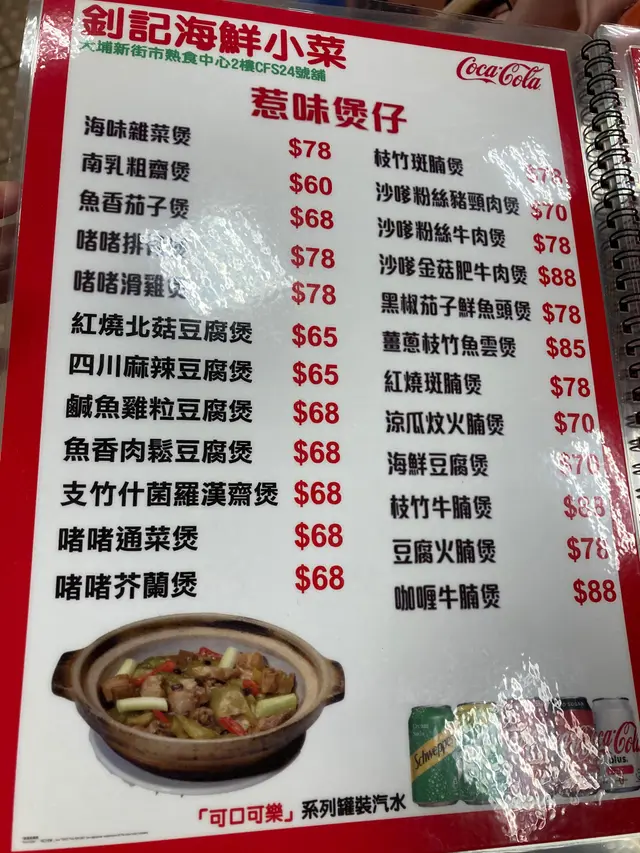 釗記海鮮小菜
大埔新街市熟食中心2樓CFS24號舖
Coca-Cola
惹味煲仔
海味雜菜煲 $78
南乳粗齋煲 $60
魚香茄子煲 $68
啫啫排骨煲 $78
啫啫滑雞煲 $78
紅燒北菇豆腐煲 $65
四川麻辣豆腐煲 $65
鹹魚雞粒豆腐煲 $68
魚香肉鬆豆腐煲 $68
支竹什菌羅漢齋煲 $68
啫啫通菜煲 $68
啫啫芥蘭煲 $68
枝竹斑腩煲 $78
沙嗲粉絲豬頸肉煲 $70
沙嗲粉絲牛肉煲 $78
沙嗲金菇肥牛肉煲 $88
黑椒茄子鮮魚頭煲 $78
薑蔥枝竹魚雲煲 $85
紅燒斑腩煲 $78
涼瓜炆火腩煲 $70
海鮮豆腐煲 $70
枝竹牛腩煲 $88
豆腐火腩煲 $78
咖喱牛腩煲 $88
Schweppes
Coca-Cola
plus
「可口可樂」系列罐裝汽水